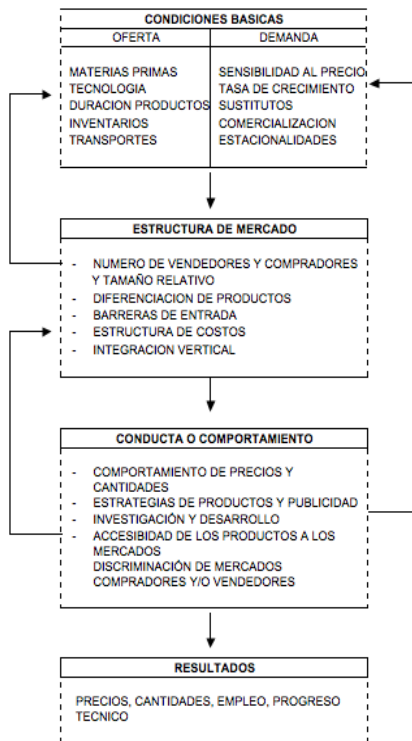 CONDICIONES BASICAS
OFERTA
DEMANDA
MATERIAS PRIMAS
TECNOLOGIA
DURACION PRODUCTOS
INVENTARIOS
TRANSPORTES
SENSIBILIDAD AL PRECIO
TASA DE CRECIMIENTO
SUSTITUTOS
COMERCIALIZACION
ESTACIONALIDADES
ESTRUCTURA DE MERCADO
- NUMERO DE VENDEDORES Y COMPRADORES
Y TAMAÑO RELATIVO
- DIFERENCIACION DE PRODUCTOS
- BARRERAS DE ENTRADA
- ESTRUCTURA DE COSTOS
- INTEGRACION VERTICAL
CONDUCTA O COMPORTAMIENTO
- COMPORTAMIENTO DE PRECIOS Y
CANTIDADES
- ESTRATEGIAS DE PRODUCTOS Y PUBLICIDAD
- INVESTIGACIÓN Y DESARROLLO
- ACCESIBIDAD DE LOS PRODUCTOS A LOS
MERCADOS
DISCRIMINACIÓN DE MERCADOS
COMPRADORES Y/O VENDEDORES
RESULTADOS
PRECIOS, CANTIDADES, EMPLEO, PROGRESO
TECNICO